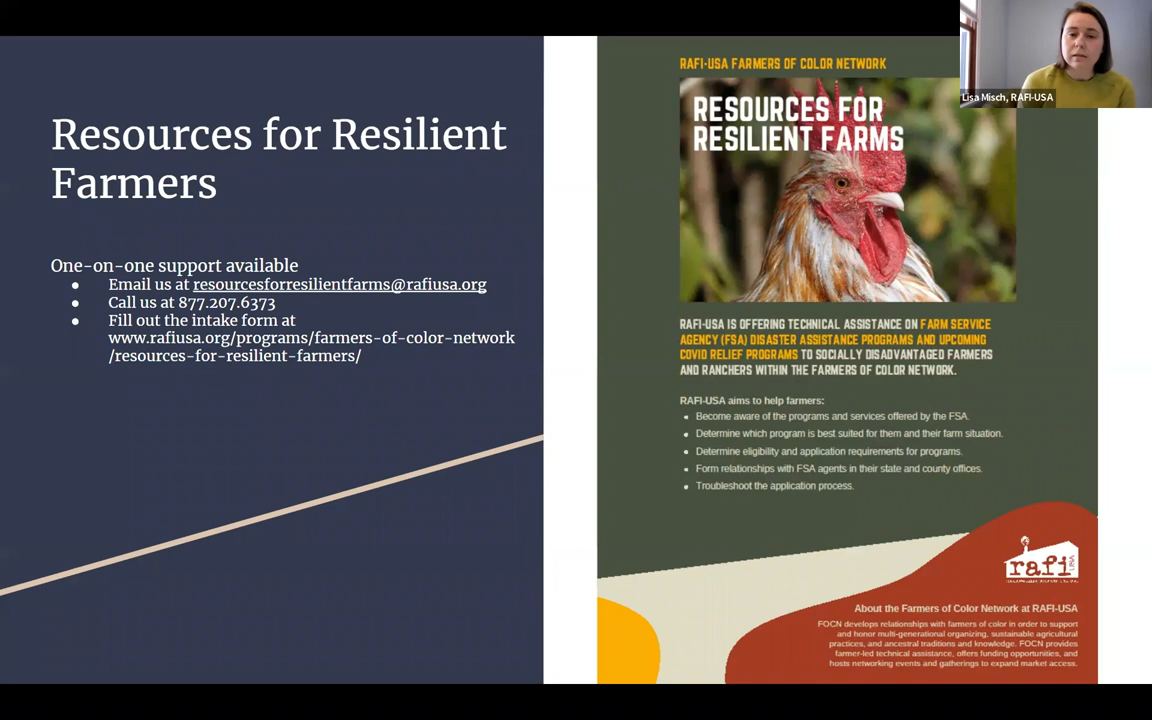 Resources for Resilient
Farmers
One-on-one support available
● Email us at resourcesforresilientfarms@rafiusa.org
● Call us at 877.207.6373
● Fill out the intake form at
www.rafiusa.org/programs/farmers-of-color-network
/resources-for-resilient-farmers/
RAFI-USA FARMERS OF COLOR NETWORK
RESOURCES FOR
RESILIENT FARMS
RAFI-USA IS OFFERING TECHNICAL ASSISTANCE ON FARM SERVICE
AGENCY (FSA) DISASTER ASSISTANCE PROGRAMS AND UPCOMING
COVID RELIEF PROGRAMS TO SOCIALLY DISADVANTAGED FARMERS
AND RANCHERS WITHIN THE FARMERS OF COLOR NETWORK.
RAFI-USA aims to help farmers:
• Become aware of the programs and services offered by the FSA.
• Determine which program is best suited for them and their farm situation.
• Determine eligibility and application requirements for programs.
• Form relationships with FSA agents in their state and county offices.
• Troubleshoot the application process.
rafi
USA
About the Farmers of Color Network at RAFI-USA
FOCN develops relationships with farmers of color in order to support
and honor multi-generational organizing, sustainable agricultural
practices, and ancestral traditions and knowledge. FOCN provides
farmer-led technical assistance, offers funding opportunities, and
hosts networking events and gatherings to expand market access.
Lisa Misch, RAFI-USA